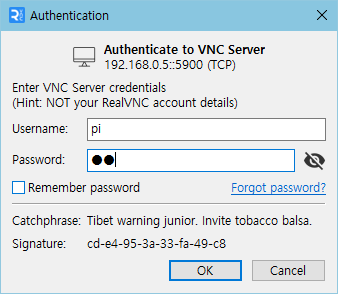 Authentication
Authenticate to VNC Server
192.168.0.5::5900 (TCP)
Enter VNC Server credentials
(Hint: NOT your RealVNC account details)
Username: pi
Password: ●●
Remember password Forgot password?
Catchphrase: Tibet warning junior. Invite tobacco balsa.
Signature: cd-e4-95-3a-33-fa-49-c8
OK Cancel